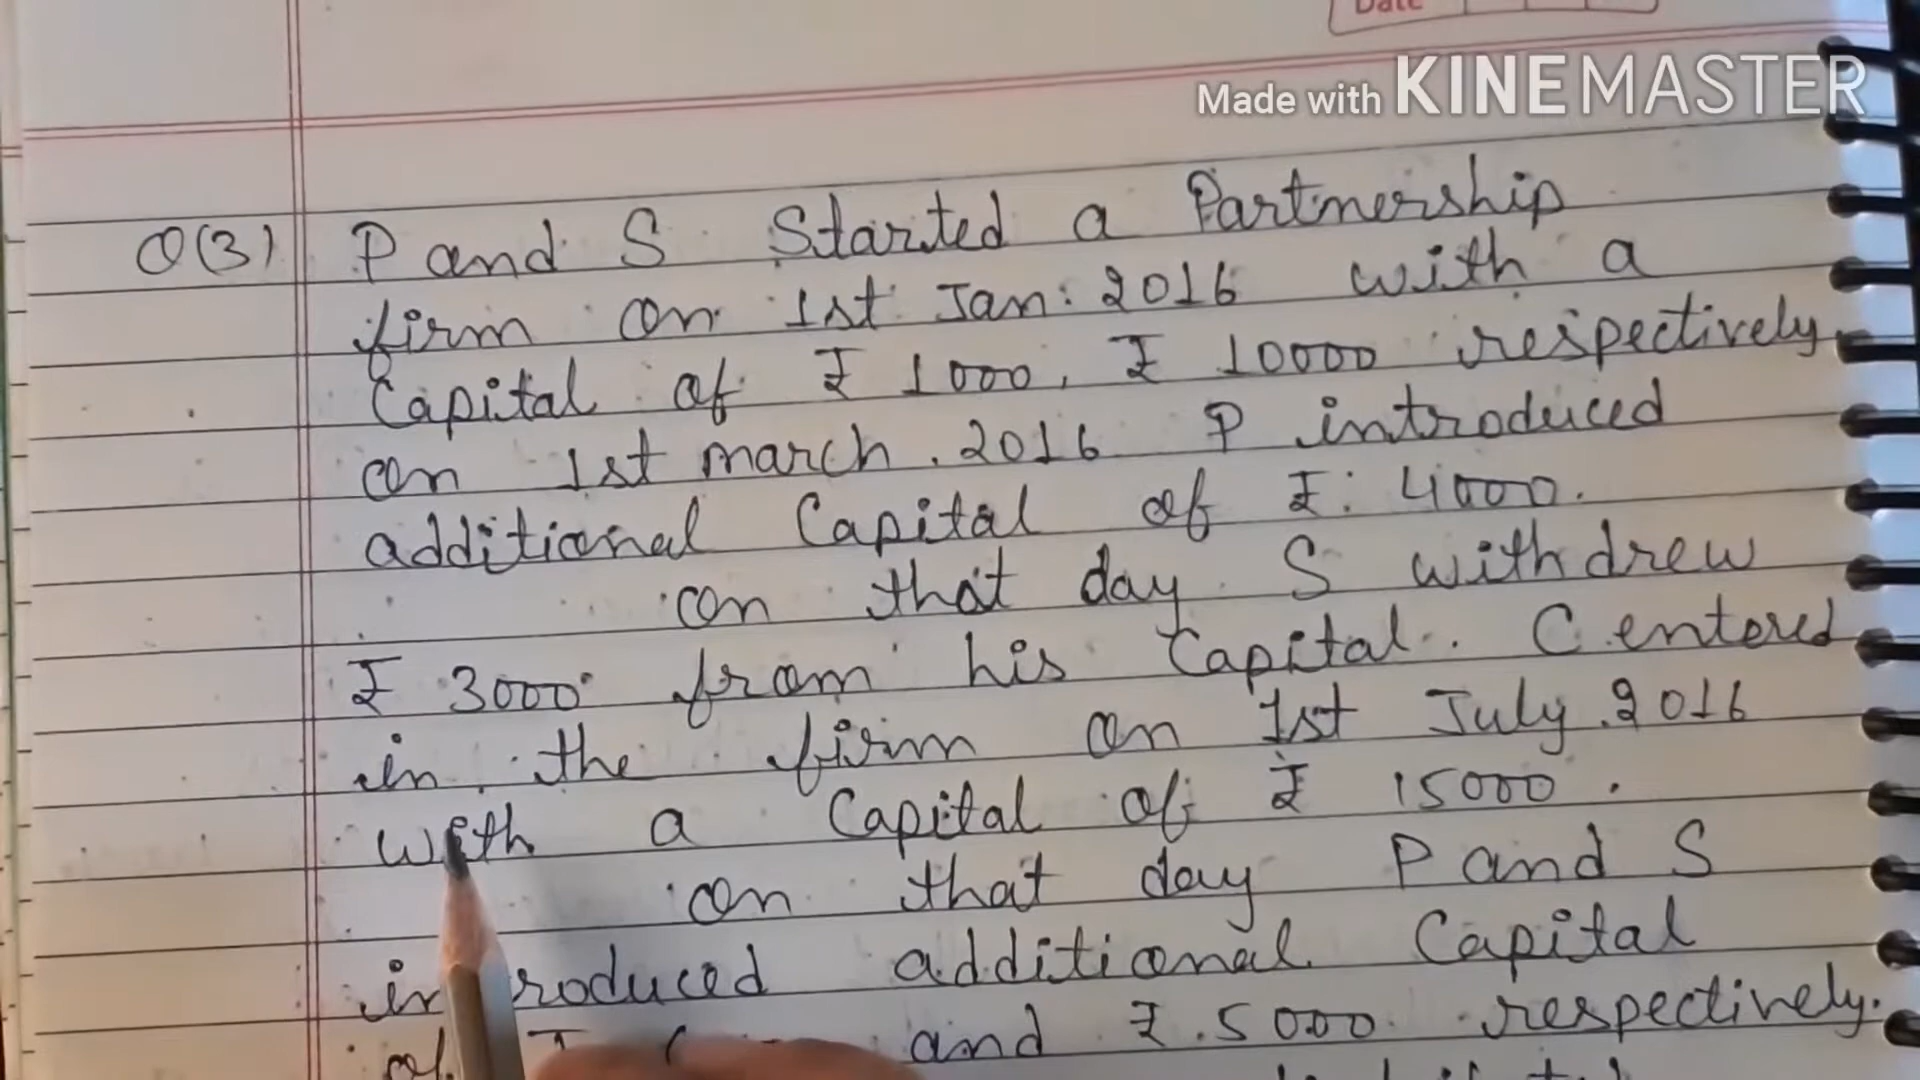 Date
Made with KINEMASTER
Q(3) P and S Started a Partnership
firm on 1st Jan: 2016 with a
Capital of ₹ 1000, ₹ 10000 respectively
on 1st march. 2016 P introduced
additional Capital of ₹: 4000.
on that day S withdrew
₹ 3000 from his Capital. C entered
in the firm on 1st July 2016
with a Capital of ₹ 15000.
on that day P and S
introduced additional Capital
of ₹ and ₹. 5000 respectively.